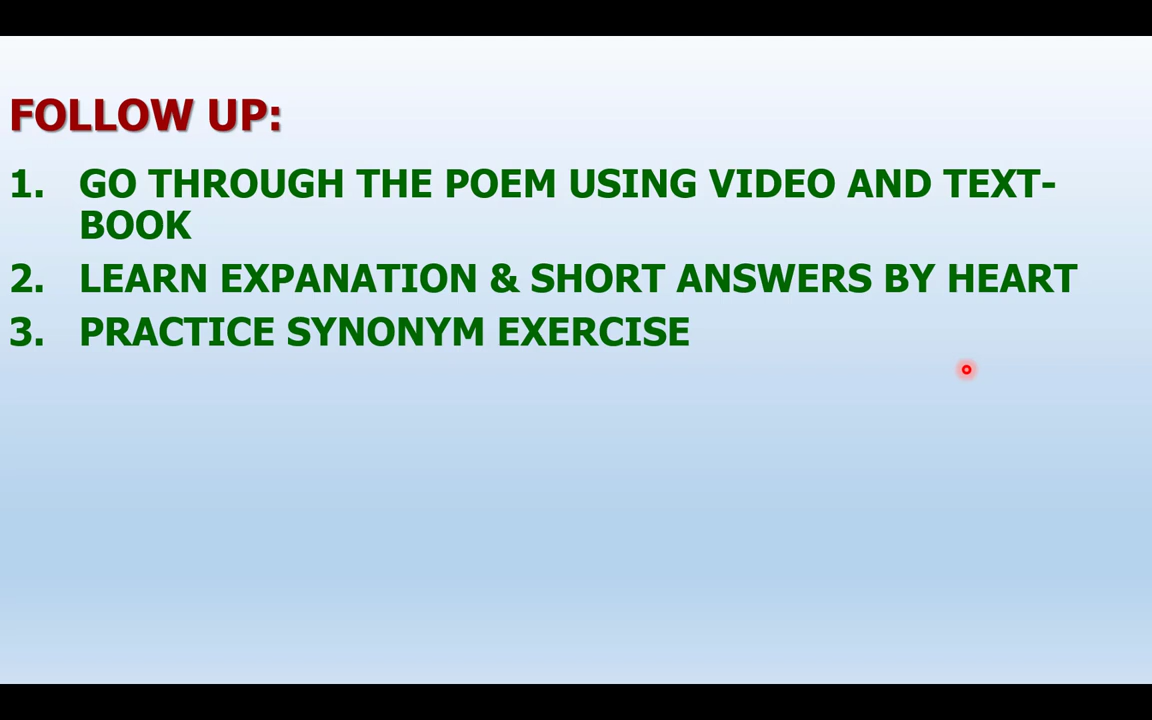 FOLLOW UP:
1. GO THROUGH THE POEM USING VIDEO AND TEXT-
BOOK
2. LEARN EXPANATION & SHORT ANSWERS BY HEART
3. PRACTICE SYNONYM EXERCISE